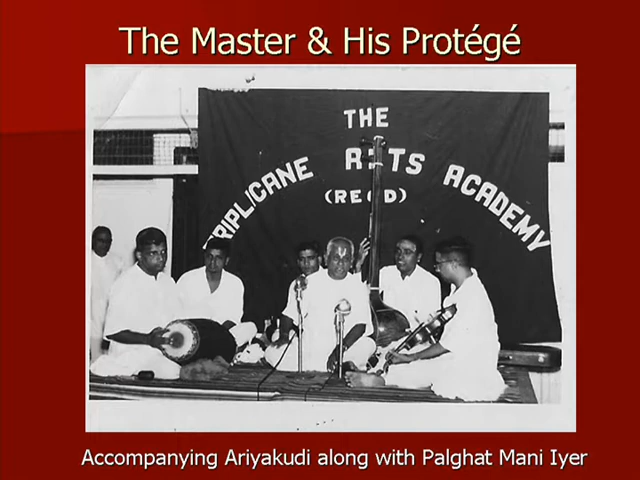 The Master & His Protégé
THE
TRIPLICANE ARTS ACADEMY
(REGD)
Accompanying Ariyakudi along with Palghat Mani Iyer